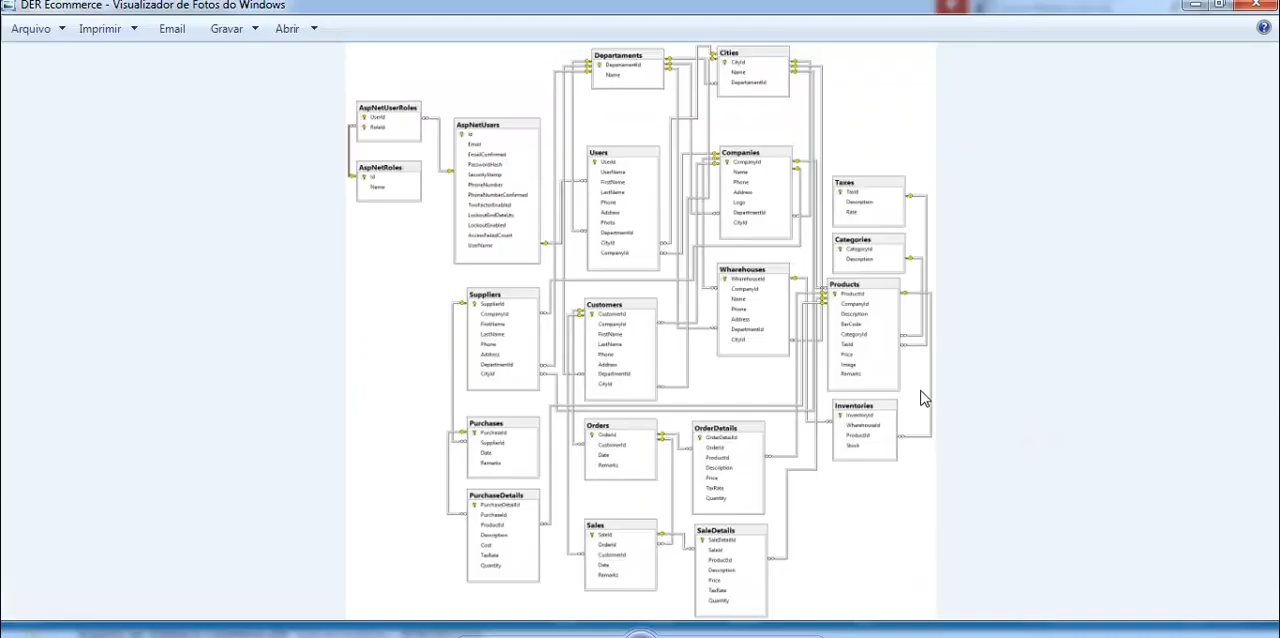 DER Ecommerce - Visualizador de Fotos do Windows
Arquivo Imprimir Email Gravar Abrir
Departaments
DepartamentId
Name
Cities
CityId
Name
DepartamentId
AspNetUserRoles
UserId
RoleId
AspNetRoles
Id
Name
AspNetUsers
Id
Email
EmailConfirmed
PasswordHash
SecurityStamp
PhoneNumber
PhoneNumberConfirmed
TwoFactorEnabled
LockoutEndDateUtc
LockoutEnabled
AccessFailedCount
UserName
Users
UserId
UserName
FirstName
LastName
Phone
Address
Photo
DepartmentId
CityId
CompanyId
Companies
CompanyId
Name
Phone
Address
Logo
DepartmentId
CityId
Taxes
TaxId
Description
Rate
Categories
CategoryId
Description
Wharehouses
WharehouseId
CompanyId
Name
Phone
Address
DepartmentId
CityId
Products
ProductId
CompanyId
Description
BarCode
CategoryId
TaxId
Price
Image
Remarks
Suppliers
SupplierId
CompanyId
FirstName
LastName
Phone
Address
DepartmentId
CityId
Customers
CustomerId
CompanyId
FirstName
LastName
Phone
Address
DepartmentId
CityId
Inventories
InventoryId
WharehouseId
ProductId
Stock
Purchases
PurchaseId
SupplierId
Date
Remarks
Orders
OrderId
CustomerId
Date
Remarks
OrderDetails
OrderDetailId
OrderId
ProductId
Description
Price
TaxRate
Quantity
PurchaseDetails
PurchaseDetailId
PurchaseId
ProductId
Description
Cost
TaxRate
Quantity
Sales
SaleId
OrderId
CustomerId
Date
Remarks
SaleDetails
SaleDetailId
SaleId
ProductId
Description
Price
TaxRate
Quantity